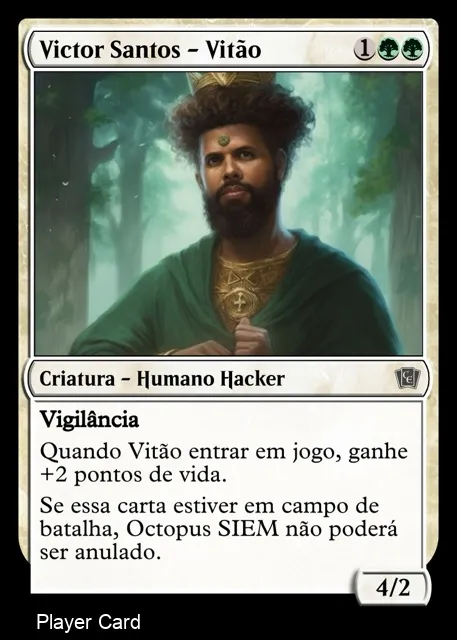 Victor Santos – Vitão
1
Criatura – Humano Hacker
Vigilância
Quando Vitão entrar em jogo, ganhe
+2 pontos de vida.
Se essa carta estiver em campo de
batalha, Octopus SIEM não poderá
ser anulado.
4/2
Player Card